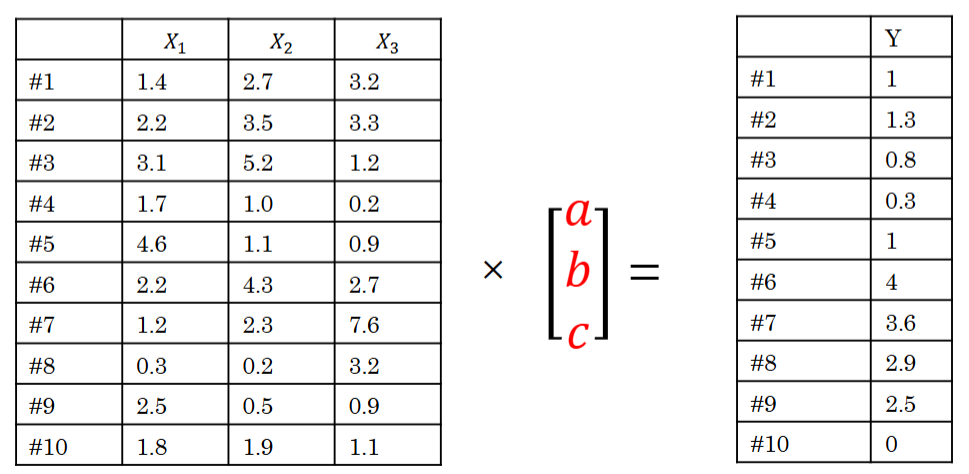 X₁ X₂ X₃
#1 1.4 2.7 3.2
#2 2.2 3.5 3.3
#3 3.1 5.2 1.2
#4 1.7 1.0 0.2
#5 4.6 1.1 0.9
#6 2.2 4.3 2.7
#7 1.2 2.3 7.6
#8 0.3 0.2 3.2
#9 2.5 0.5 0.9
#10 1.8 1.9 1.1
×
a
b
c
=
Y
#1 1
#2 1.3
#3 0.8
#4 0.3
#5 1
#6 4
#7 3.6
#8 2.9
#9 2.5
#10 0